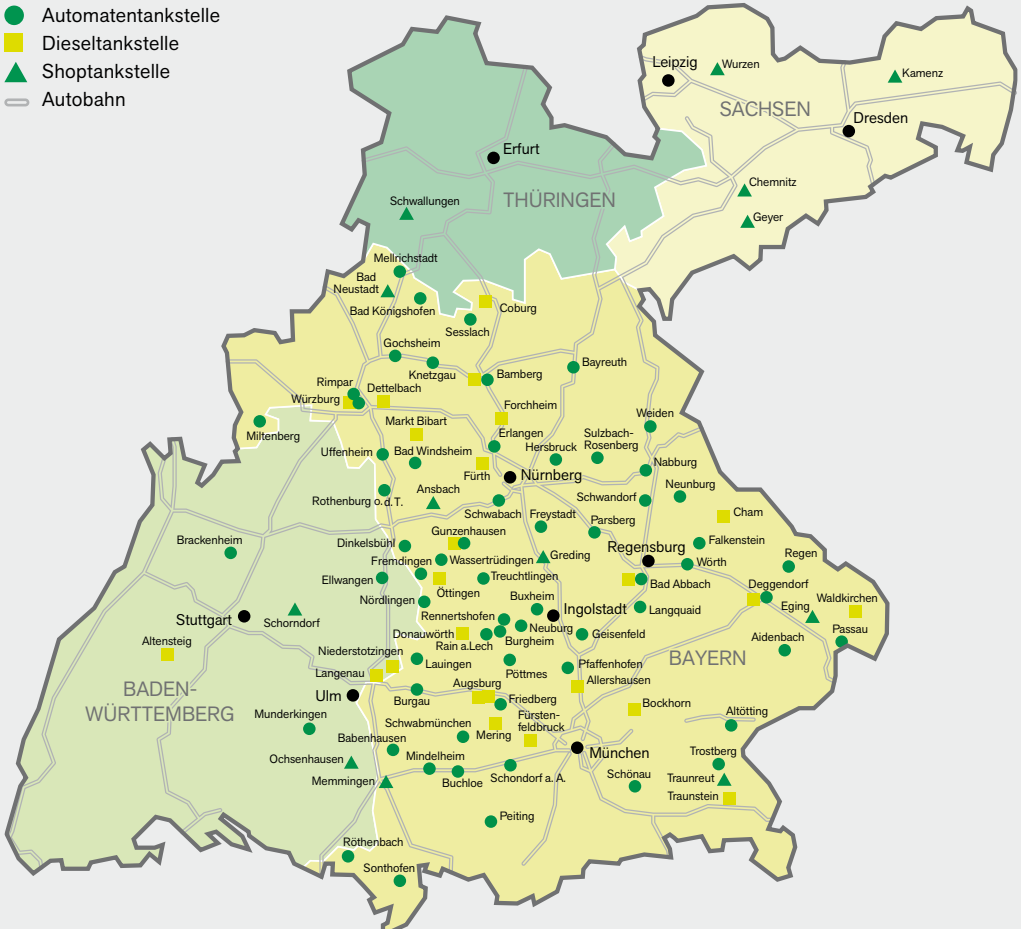 Automatentankstelle
Dieseltankstelle
Shoptankstelle
Autobahn
Leipzig
Wurzen
Kamenz
SACHSEN
Dresden
Erfurt
Chemnitz
THÜRINGEN
Schwallungen
Geyer
Mellrichstadt
Bad
Neustadt
Bad Königshofen
Coburg
Sesslach
Gochsheim
Knetzgau
Bamberg
Bayreuth
Rimpar
Dettelbach
Würzburg
Forchheim
Markt Bibart
Weiden
Miltenberg
Erlangen
Sulzbach-
Rosenberg
Hersbruck
Uffenheim
Bad Windsheim
Fürth
Nürnberg
Nabburg
Neunburg
Ansbach
Rothenburg o.d.T.
Schwabach
Schwandorf
Cham
Freystadt
Parsberg
Gunzenhausen
Dinkelsbühl
Brackenheim
Falkenstein
Regensburg
Greding
Wassertrüdingen
Fremdingen
Wörth
Regen
Ellwangen
Treuchtlingen
Öttingen
Bad Abbach
Deggendorf
Buxheim
Nördlingen
Waldkirchen
Eging
Ingolstadt
Langquaid
Rennertshofen
Stuttgart
Schorndorf
Neuburg
Passau
Donauwörth
Geisenfeld
Aidenbach
Burgheim
Rain a.Lech
Altensteig
Niederstotzingen
BAYERN
Lauingen
Pöttmes
Pfaffenhofen
Langenau
Allershausen
Augsburg
BADEN-
WÜRTTEMBERG
Ulm
Burgau
Friedberg
Bockhorn
Munderkingen
Fürsten-
feldbruck
Altötting
Schwabmünchen
Mering
Babenhausen
München
Trostberg
Ochsenhausen
Mindelheim
Schönau
Traunreut
Memmingen
Buchloe
Schondorf a. A.
Traunstein
Peiting
Röthenbach
Sonthofen